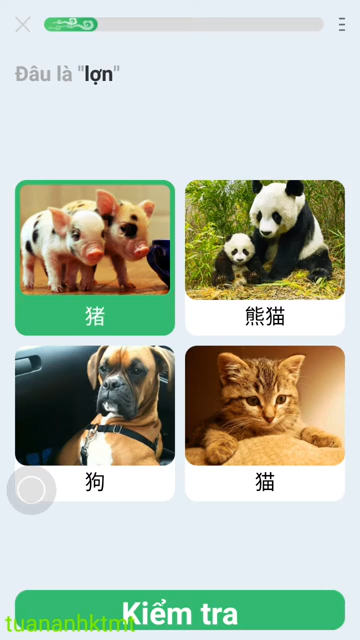 Đâu là "lợn"
猪
熊猫
狗
猫
Kiểm tra
tuananhktmt